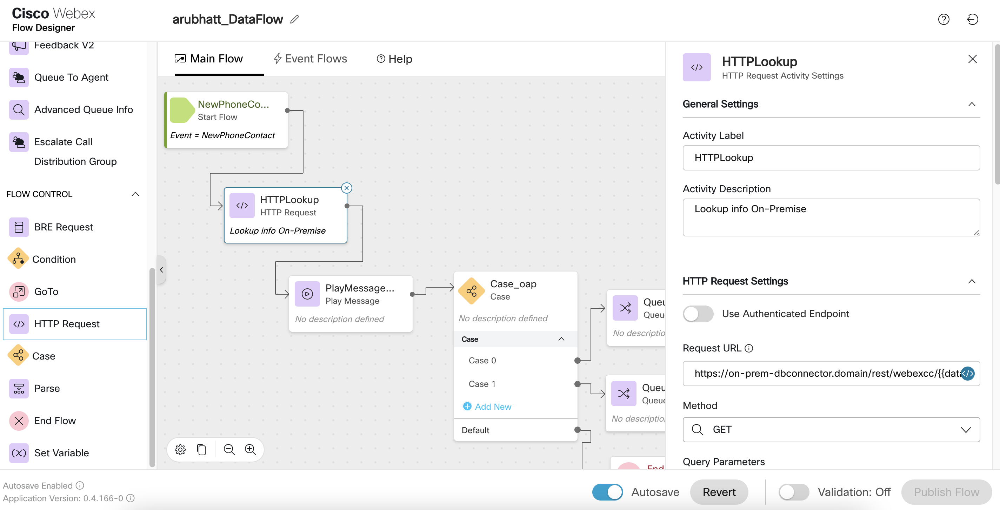 Cisco Webex
Flow Designer
arubhatt_DataFlow
Feedback V2
Queue To Agent
Advanced Queue Info
Escalate Call
Distribution Group
FLOW CONTROL
BRE Request
Condition
GoTo
HTTP Request
Case
Parse
End Flow
Set Variable
Main Flow
Event Flows
Help
NewPhoneCo...
Start Flow
Event = NewPhoneContact
HTTPLookup
HTTP Request
Lookup info On-Premise
PlayMessage...
Play Message
No description defined
Case_oap
Case
No description defined
Case
Case 0
Case 1
Add New
Default
Queu
Queue
No descriptio
Queu
Queue
No description
HTTPLookup
HTTP Request Activity Settings
General Settings
Activity Label
HTTPLookup
Activity Description
Lookup info On-Premise
HTTP Request Settings
Use Authenticated Endpoint
Request URL
https://on-prem-dbconnector.domain/rest/webexcc/{{data
Method
GET
Query Parameters
Autosave Enabled
Application Version: 0.4.166-0
Autosave
Revert
Validation: Off
Publish Flow